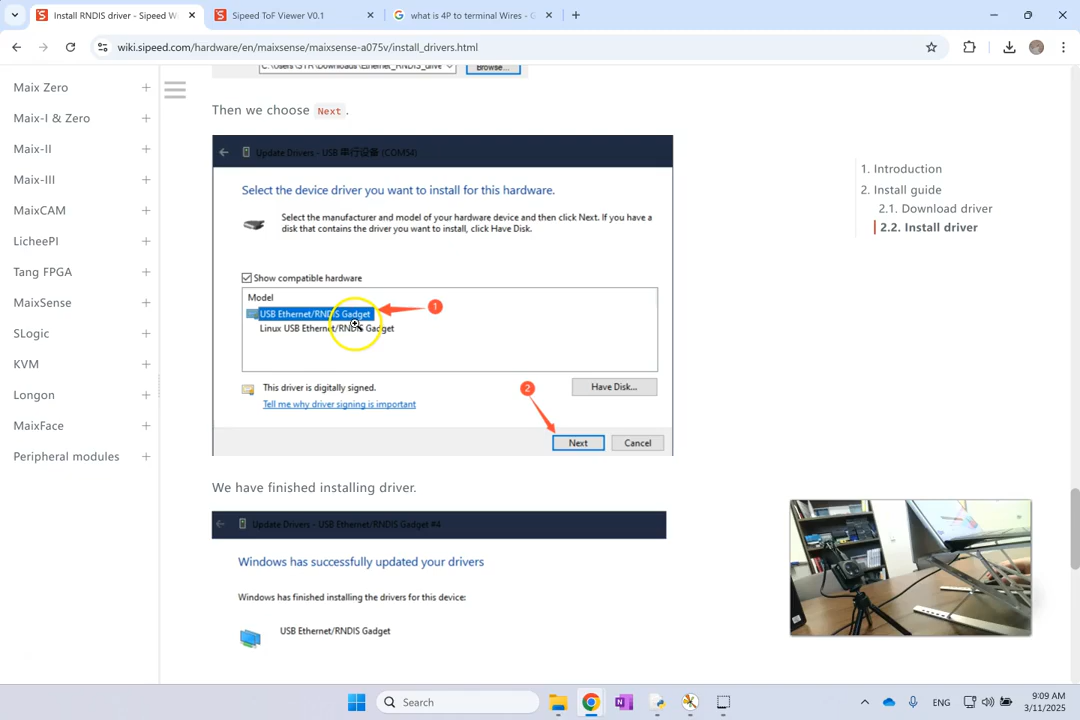 Install RNDIS driver - Sipeed W
Sipeed ToF Viewer V0.1
what is 4P to terminal Wires - G
wiki.sipeed.com/hardware/en/maixsense/maixsense-a075v/install_drivers.html
Maix Zero
Maix-I & Zero
Maix-II
Maix-III
MaixCAM
LicheePI
Tang FPGA
MaixSense
SLogic
KVM
Longon
MaixFace
Peripheral modules
Browse...
Then we choose Next.
Update Drivers - USB 串行设备 (COM54)
Select the device driver you want to install for this hardware.
Select the manufacturer and model of your hardware device and then click Next. If you have a
disk that contains the driver you want to install, click Have Disk.
Show compatible hardware
Model
USB Ethernet/RNDIS Gadget
1
Linux USB Ethernet/RNDIS Gadget
This driver is digitally signed.
Tell me why driver signing is important
2
Have Disk...
Next
Cancel
We have finished installing driver.
Update Drivers - USB Ethernet/RNDIS Gadget #4
Windows has successfully updated your drivers
Windows has finished installing the drivers for this device:
USB Ethernet/RNDIS Gadget
1. Introduction
2. Install guide
2.1. Download driver
2.2. Install driver
Search
ENG
9:09 AM
3/11/2025